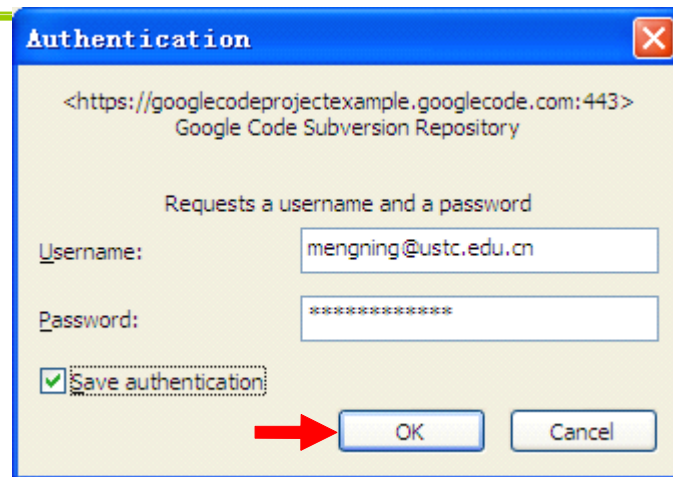 Authentication
<https://googlecodeprojectexample.googlecode.com:443>
Google Code Subversion Repository
Requests a username and a password
Username: mengning@ustc.edu.cn
Password: ************
Save authentication
OK Cancel